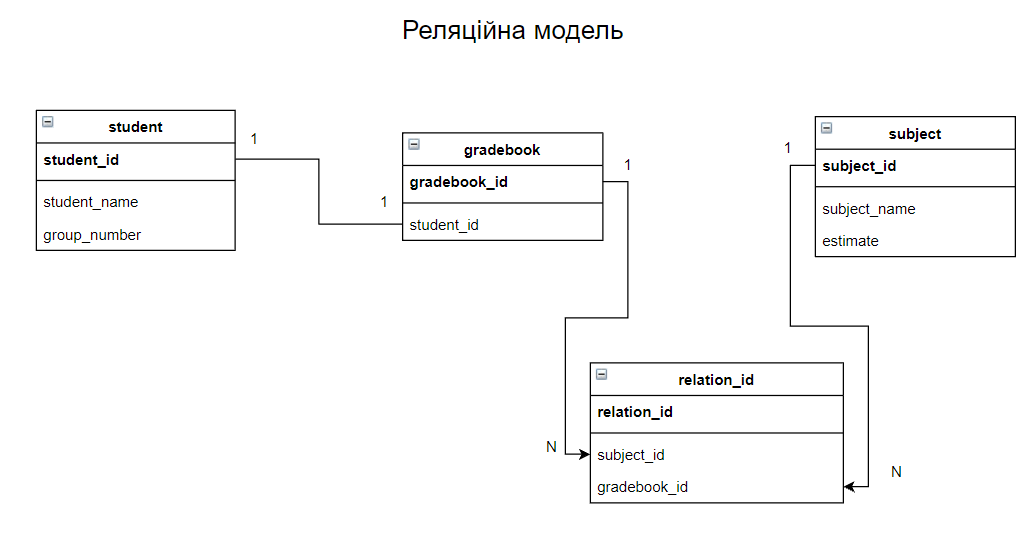 Реляційна модель
student
student_id
student_name
group_number
1
1
gradebook
gradebook_id
student_id
1
subject
subject_id
subject_name
estimate
1
relation_id
relation_id
subject_id
gradebook_id
N
N